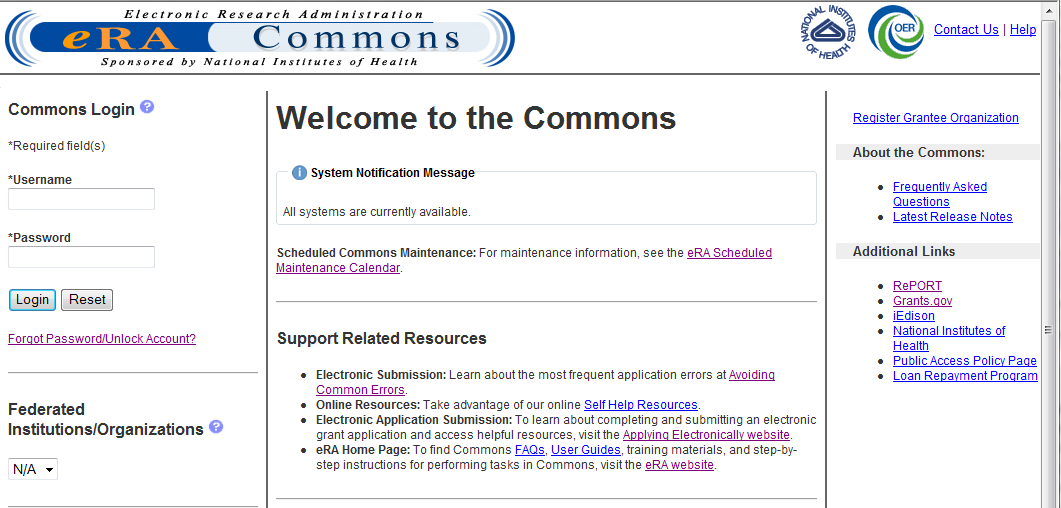 Electronic Research Administration
eRA Commons
Sponsored by National Institutes of Health
NATIONAL INSTITUTES OF HEALTH
OER
Contact Us | Help
Commons Login ?
*Required field(s)
*Username
*Password
Login Reset
Forgot Password/Unlock Account?
Federated
Institutions/Organizations ?
N/A
Welcome to the Commons
i System Notification Message
All systems are currently available.
Scheduled Commons Maintenance: For maintenance information, see the eRA Scheduled
Maintenance Calendar.
Support Related Resources
• Electronic Submission: Learn about the most frequent application errors at Avoiding
Common Errors.
• Online Resources: Take advantage of our online Self Help Resources.
• Electronic Application Submission: To learn about completing and submitting an electronic
grant application and access helpful resources, visit the Applying Electronically website.
• eRA Home Page: To find Commons FAQs, User Guides, training materials, and step-by-
step instructions for performing tasks in Commons, visit the eRA website.
Register Grantee Organization
About the Commons:
• Frequently Asked
Questions
• Latest Release Notes
Additional Links
• RePORT
• Grants.gov
• iEdison
• National Institutes of
Health
• Public Access Policy Page
• Loan Repayment Program